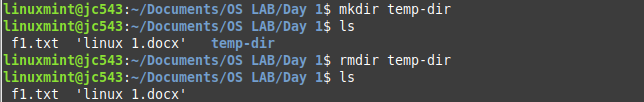 linuxmint@jc543:~/Documents/OS LAB/Day 1$ mkdir temp-dir
linuxmint@jc543:~/Documents/OS LAB/Day 1$ ls
 f1.txt  'linux 1.docx'   temp-dir
linuxmint@jc543:~/Documents/OS LAB/Day 1$ rmdir temp-dir
linuxmint@jc543:~/Documents/OS LAB/Day 1$ ls
 f1.txt  'linux 1.docx'